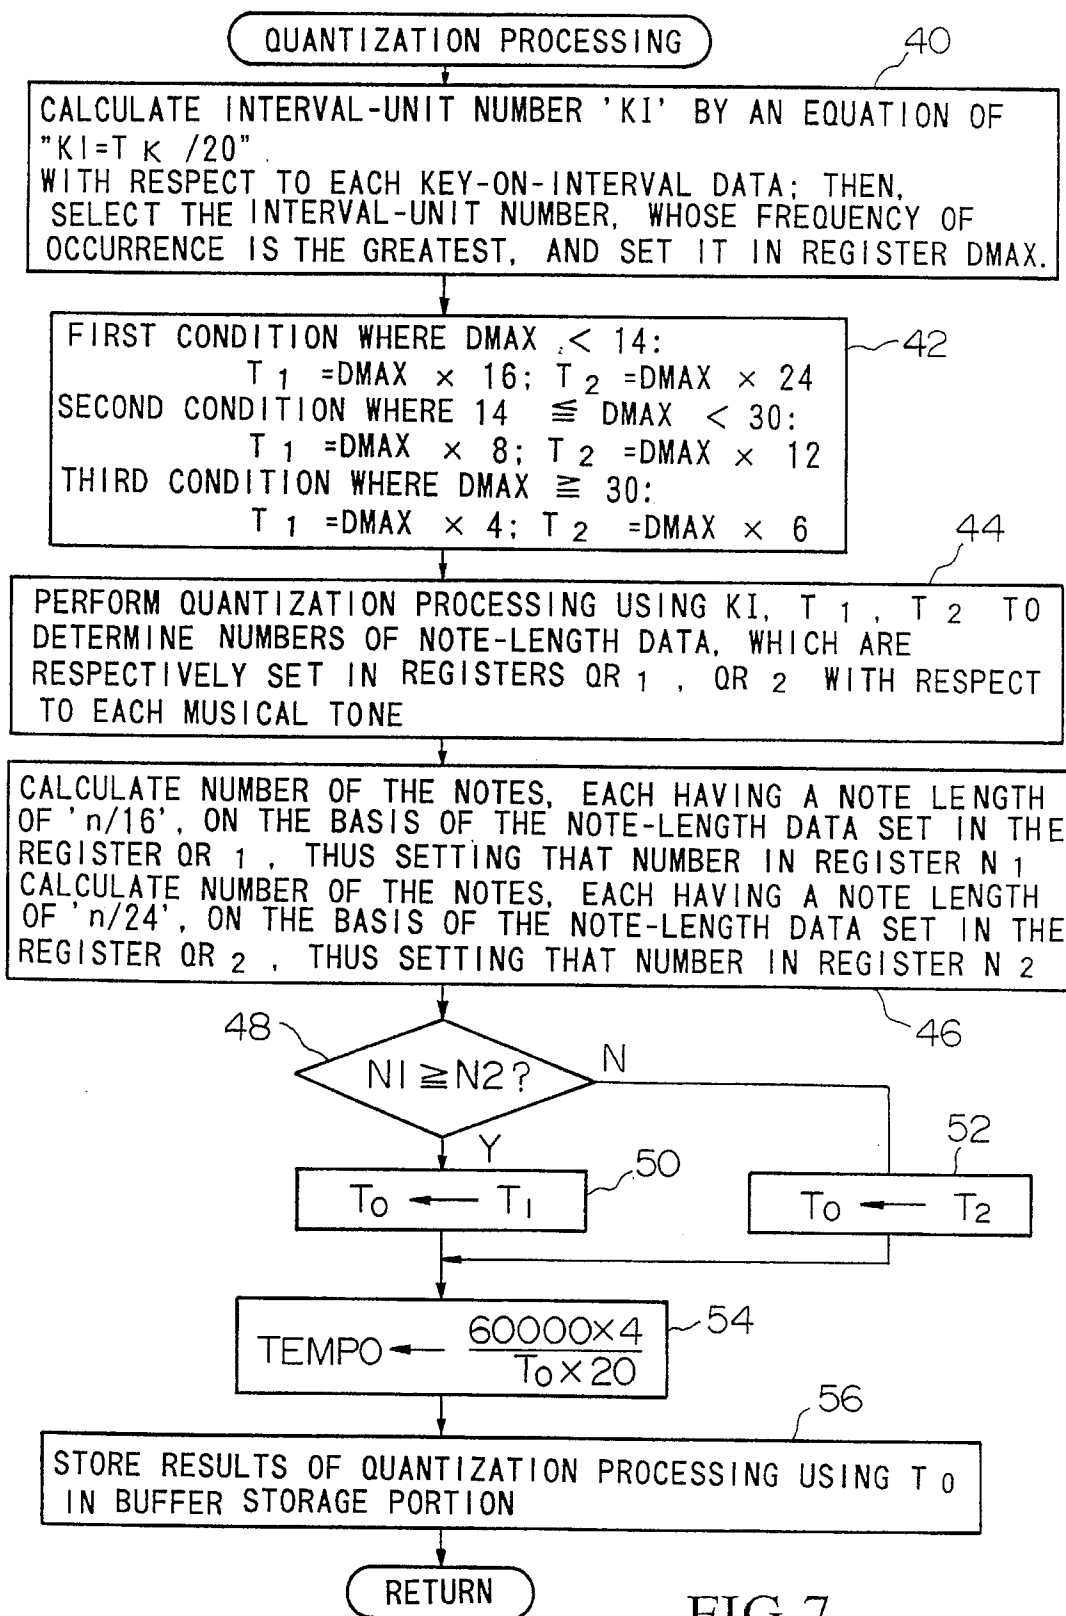 QUANTIZATION PROCESSING
40
CALCULATE INTERVAL-UNIT NUMBER 'KI' BY AN EQUATION OF
"KI=T K /20"
WITH RESPECT TO EACH KEY-ON-INTERVAL DATA; THEN,
SELECT THE INTERVAL-UNIT NUMBER, WHOSE FREQUENCY OF
OCCURRENCE IS THE GREATEST, AND SET IT IN REGISTER DMAX.
42
FIRST CONDITION WHERE DMAX < 14:
T 1 =DMAX × 16; T 2 =DMAX × 24
SECOND CONDITION WHERE 14 ≦ DMAX < 30:
T 1 =DMAX × 8; T 2 =DMAX × 12
THIRD CONDITION WHERE DMAX ≧ 30:
T 1 =DMAX × 4; T 2 =DMAX × 6
44
PERFORM QUANTIZATION PROCESSING USING KI, T 1 , T 2 TO
DETERMINE NUMBERS OF NOTE-LENGTH DATA, WHICH ARE
RESPECTIVELY SET IN REGISTERS QR 1 , QR 2 WITH RESPECT
TO EACH MUSICAL TONE
CALCULATE NUMBER OF THE NOTES, EACH HAVING A NOTE LENGTH
OF 'n/16', ON THE BASIS OF THE NOTE-LENGTH DATA SET IN THE
REGISTER QR 1 , THUS SETTING THAT NUMBER IN REGISTER N 1
CALCULATE NUMBER OF THE NOTES, EACH HAVING A NOTE LENGTH
OF 'n/24', ON THE BASIS OF THE NOTE-LENGTH DATA SET IN THE
REGISTER QR 2 , THUS SETTING THAT NUMBER IN REGISTER N 2
46
48
N1 ≧ N2?
N
Y
50
T0 ← T1
52
T0 ← T2
54
TEMPO ← 60000×4
T0×20
56
STORE RESULTS OF QUANTIZATION PROCESSING USING T 0
IN BUFFER STORAGE PORTION
RETURN
FIG.7